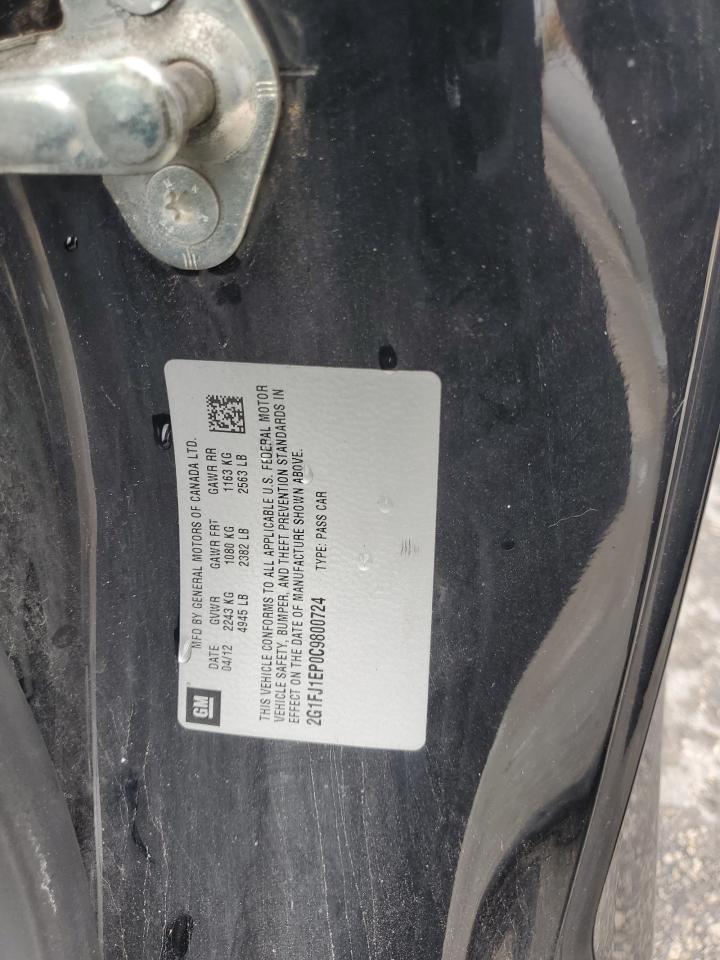 GM
MFD BY GENERAL MOTORS OF CANADA LTD.
DATE GVWR GAWR FRT GAWR RR
04/12 2243 KG 1080 KG 1163 KG
4945 LB 2382 LB 2563 LB
THIS VEHICLE CONFORMS TO ALL APPLICABLE U.S. FEDERAL MOTOR
VEHICLE SAFETY, BUMPER, AND THEFT PREVENTION STANDARDS IN
EFFECT ON THE DATE OF MANUFACTURE SHOWN ABOVE.
2G1FJ1EP0C9800724 TYPE: PASS CAR